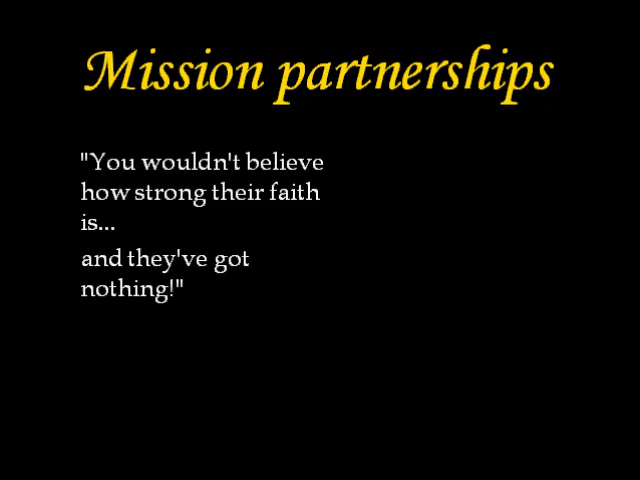 Mission partnerships
"You wouldn't believe
how strong their faith
is...
and they've got
nothing!"